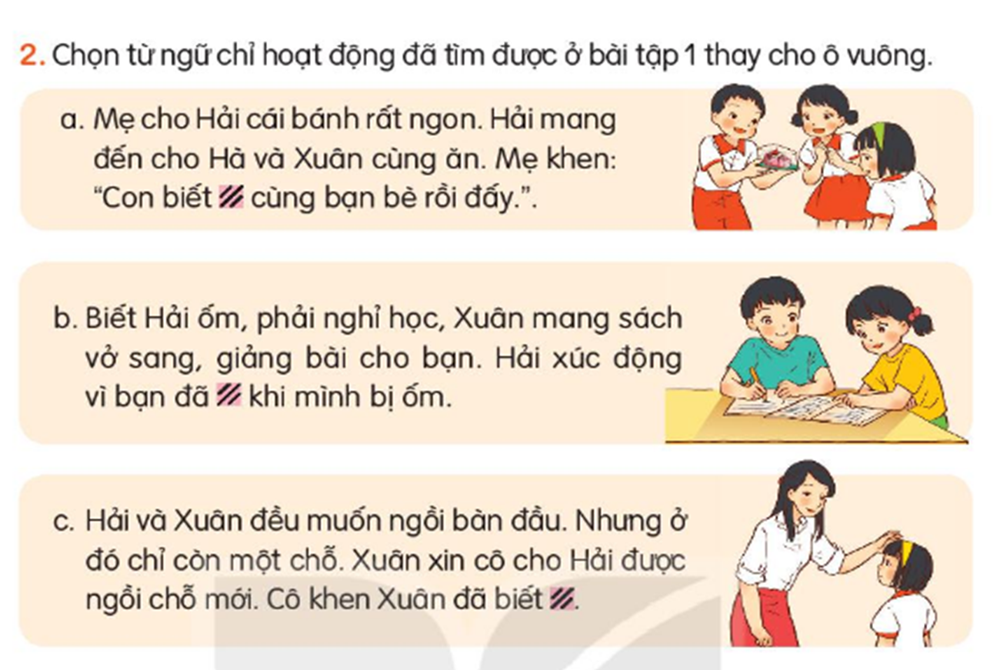 2. Chọn từ ngữ chỉ hoạt động đã tìm được ở bài tập 1 thay cho ô vuông.
a. Mẹ cho Hải cái bánh rất ngon. Hải mang
đến cho Hà và Xuân cùng ăn. Mẹ khen:
“Con biết cùng bạn bè rồi đấy.”.
b. Biết Hải ốm, phải nghỉ học, Xuân mang sách
vở sang, giảng bài cho bạn. Hải xúc động
vì bạn đã khi mình bị ốm.
c. Hải và Xuân đều muốn ngồi bàn đầu. Nhưng ở
đó chỉ còn một chỗ. Xuân xin cô cho Hải được
ngồi chỗ mới. Cô khen Xuân đã biết .